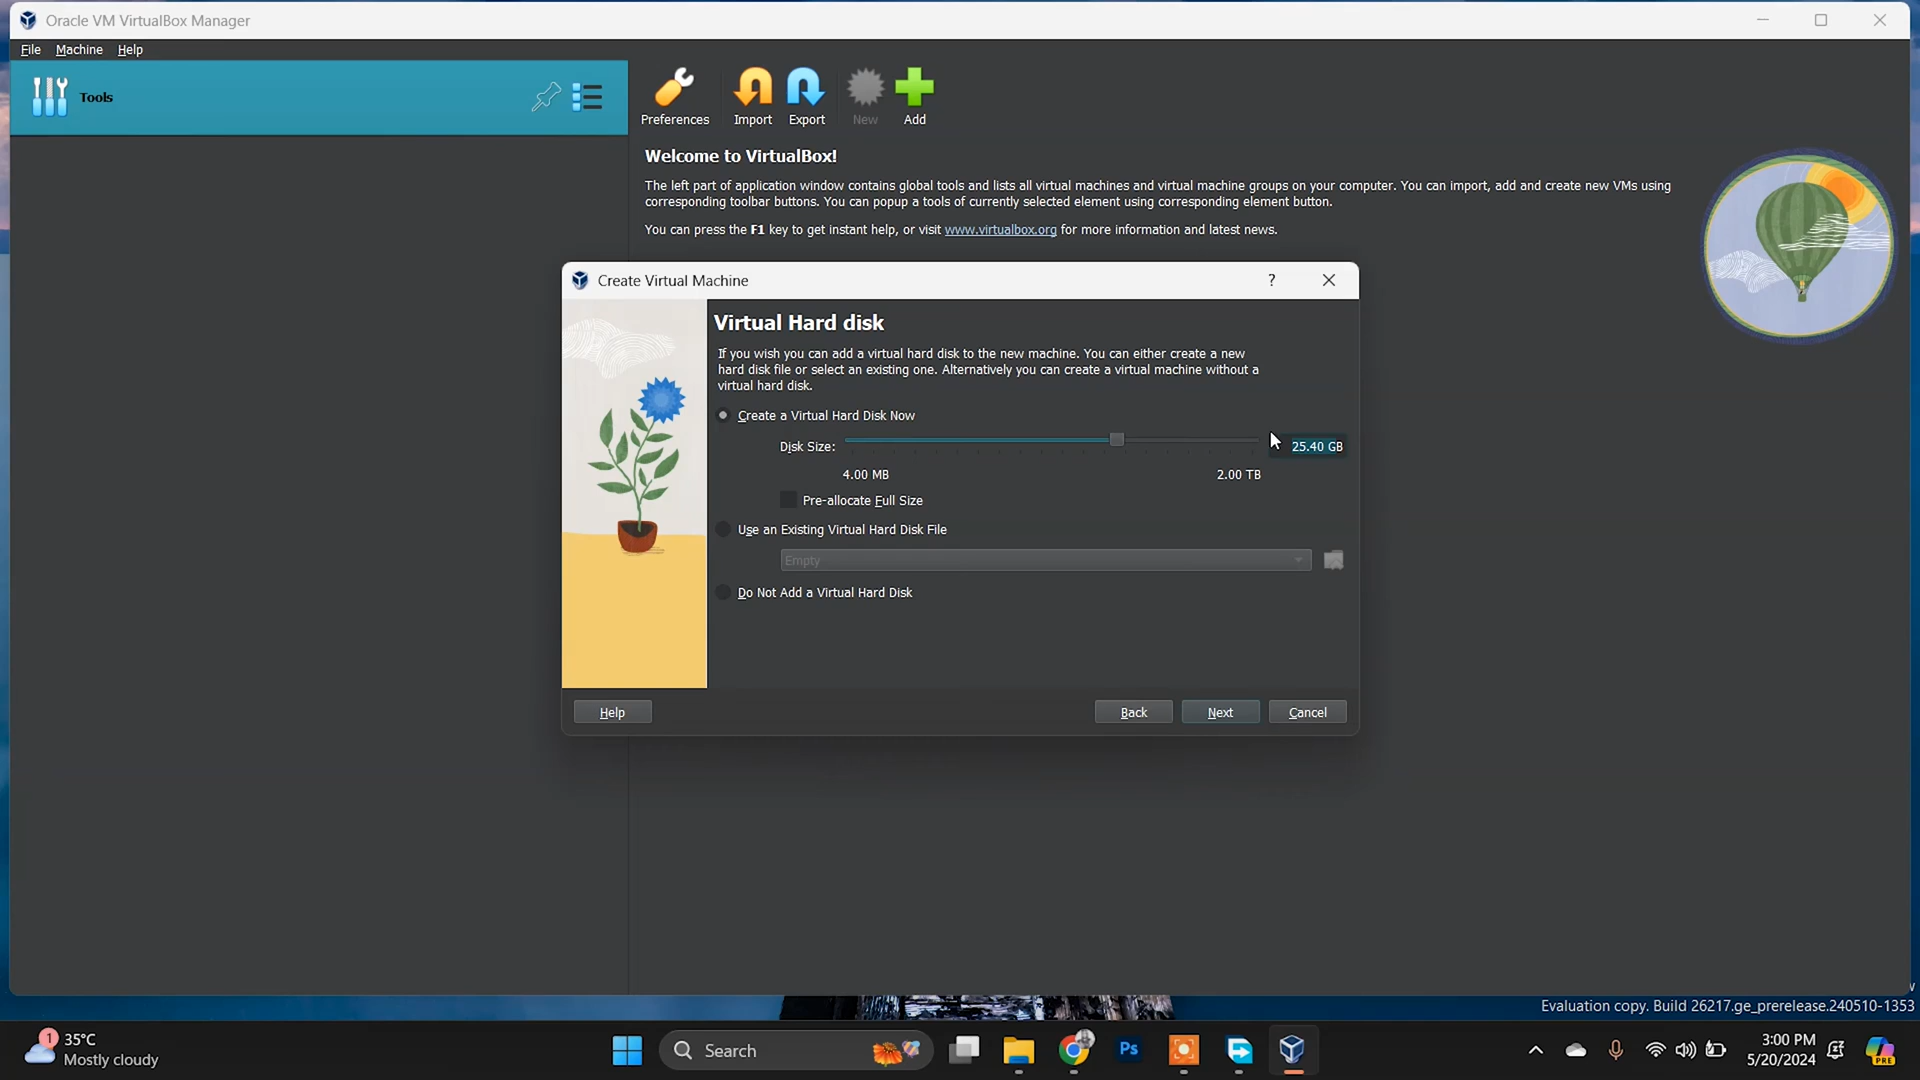 Oracle VM VirtualBox Manager
File Machine Help
Tools
Preferences Import Export New Add
Welcome to VirtualBox!
The left part of application window contains global tools and lists all virtual machines and virtual machine groups on your computer. You can import, add and create new VMs using
corresponding toolbar buttons. You can popup a tools of currently selected element using corresponding element button.
You can press the F1 key to get instant help, or visit www.virtualbox.org for more information and latest news.
Create Virtual Machine ?
Virtual Hard disk
If you wish you can add a virtual hard disk to the new machine. You can either create a new
hard disk file or select an existing one. Alternatively you can create a virtual machine without a
virtual hard disk.
Create a Virtual Hard Disk Now
Disk Size: 25.40 GB
4.00 MB 2.00 TB
Pre-allocate Full Size
Use an Existing Virtual Hard Disk File
Empty
Do Not Add a Virtual Hard Disk
Help Back Next Cancel
Evaluation copy. Build 26217.ge_prerelease.240510-1353
1 35°C
Mostly cloudy
Search
Ps
3:00 PM
5/20/2024
PRE